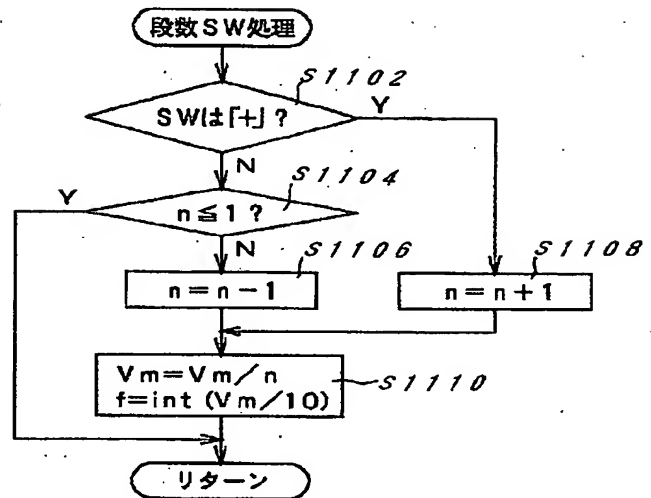 段数SW処理
S1102
SWは「+」?
Y
N
S1104
Y
n≦1?
N
S1106
S1108
n=n-1
n=n+1
Vm=Vm/n
f=int (Vm/10)
S1110
リターン